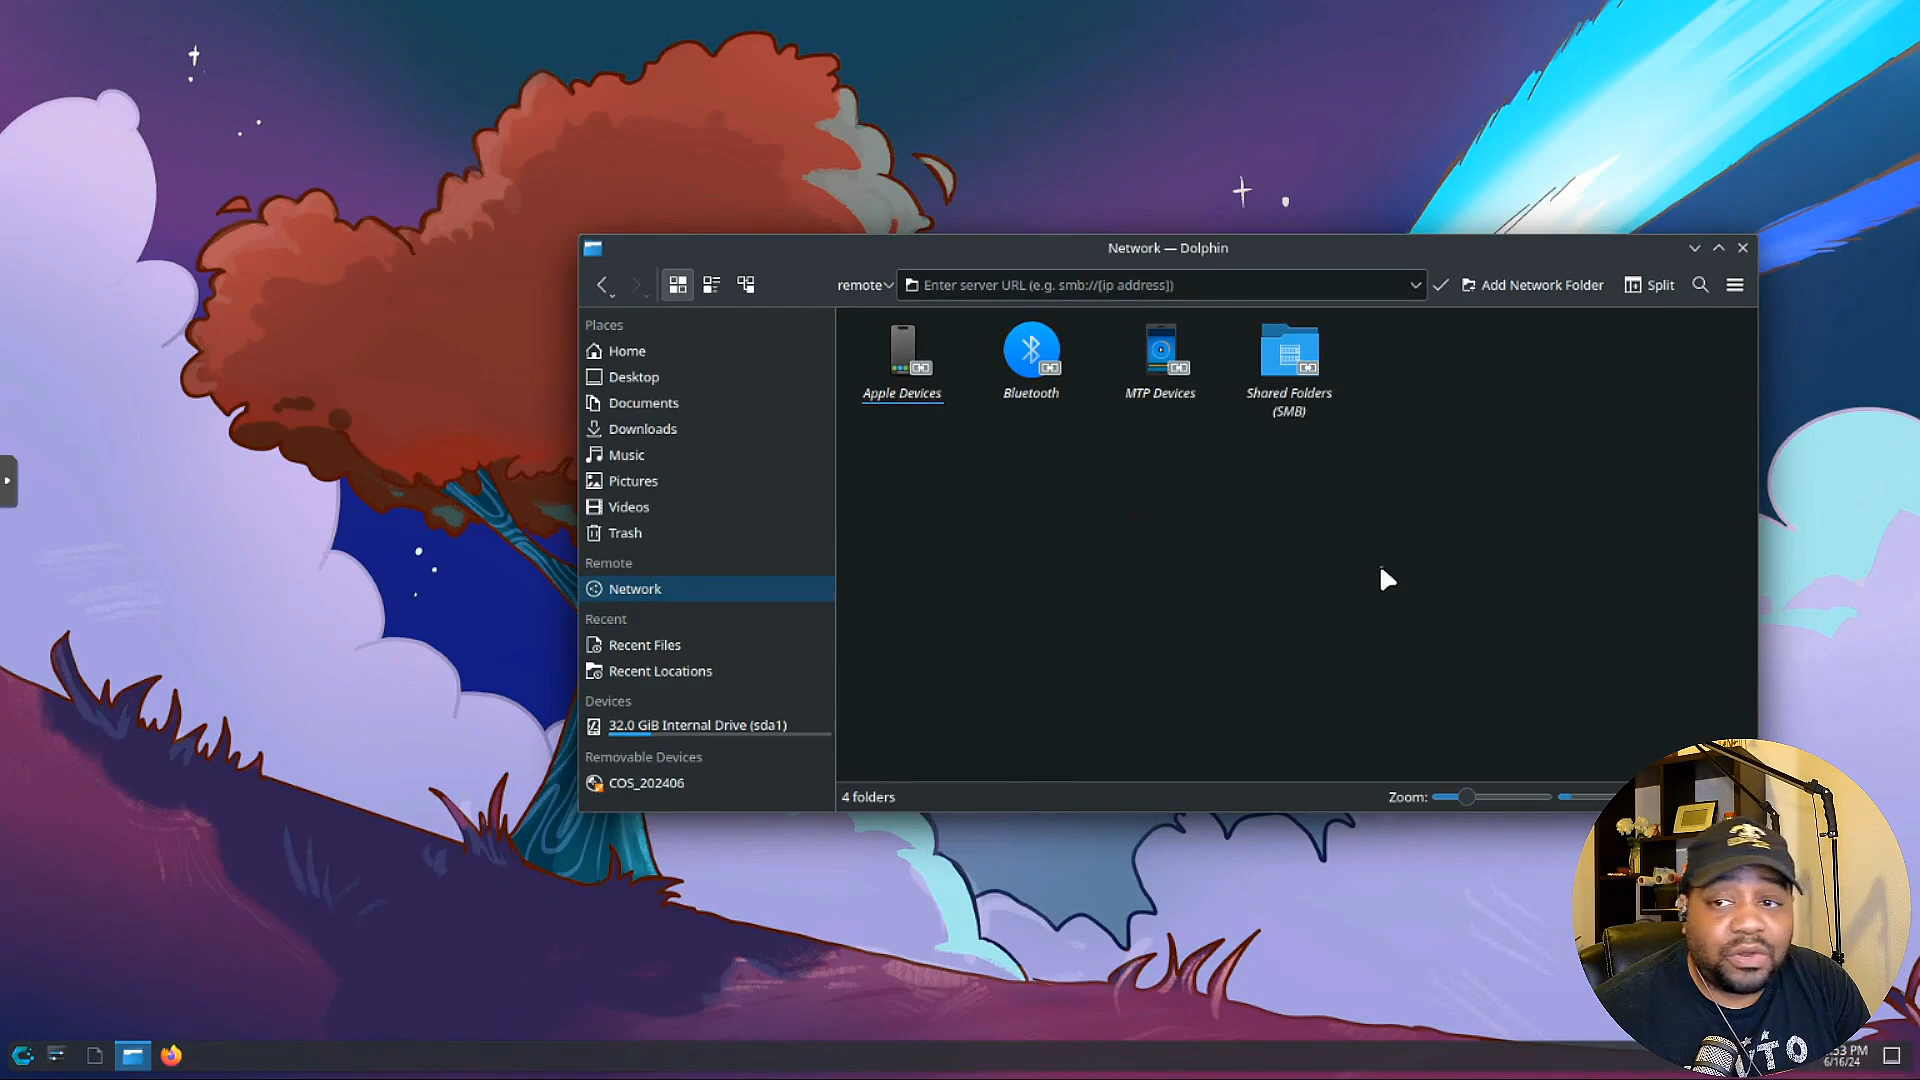 Network — Dolphin
remote
Enter server URL (e.g. smb://[ip address])
Add Network Folder
Split
Places
Home
Desktop
Documents
Downloads
Music
Pictures
Videos
Trash
Remote
Network
Recent
Recent Files
Recent Locations
Devices
32.0 GiB Internal Drive (sda1)
Removable Devices
COS_202406
Apple Devices
Bluetooth
MTP Devices
Shared Folders
(SMB)
4 folders
Zoom:
:53 PM
6/16/24